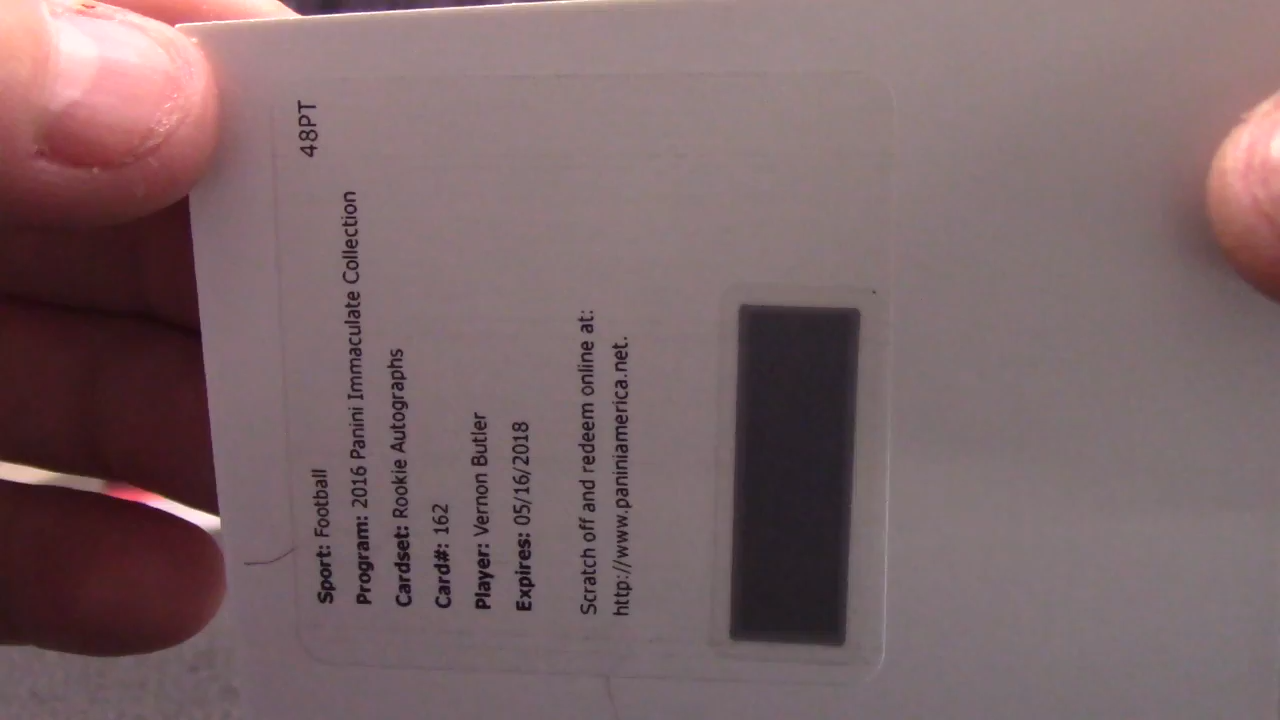 48PT
Sport: Football
Program: 2016 Panini Immaculate Collection
Cardset: Rookie Autographs
Card#: 162
Player: Vernon Butler
Expires: 05/16/2018
Scratch off and redeem online at:
http://www.paniniamerica.net.